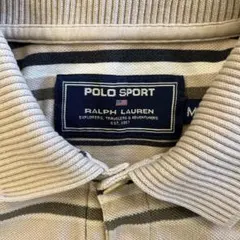 POLO SPORT
RALPH LAUREN
EXPLORERS, TRAVELERS & ADVENTURERS
EST. 1967
M